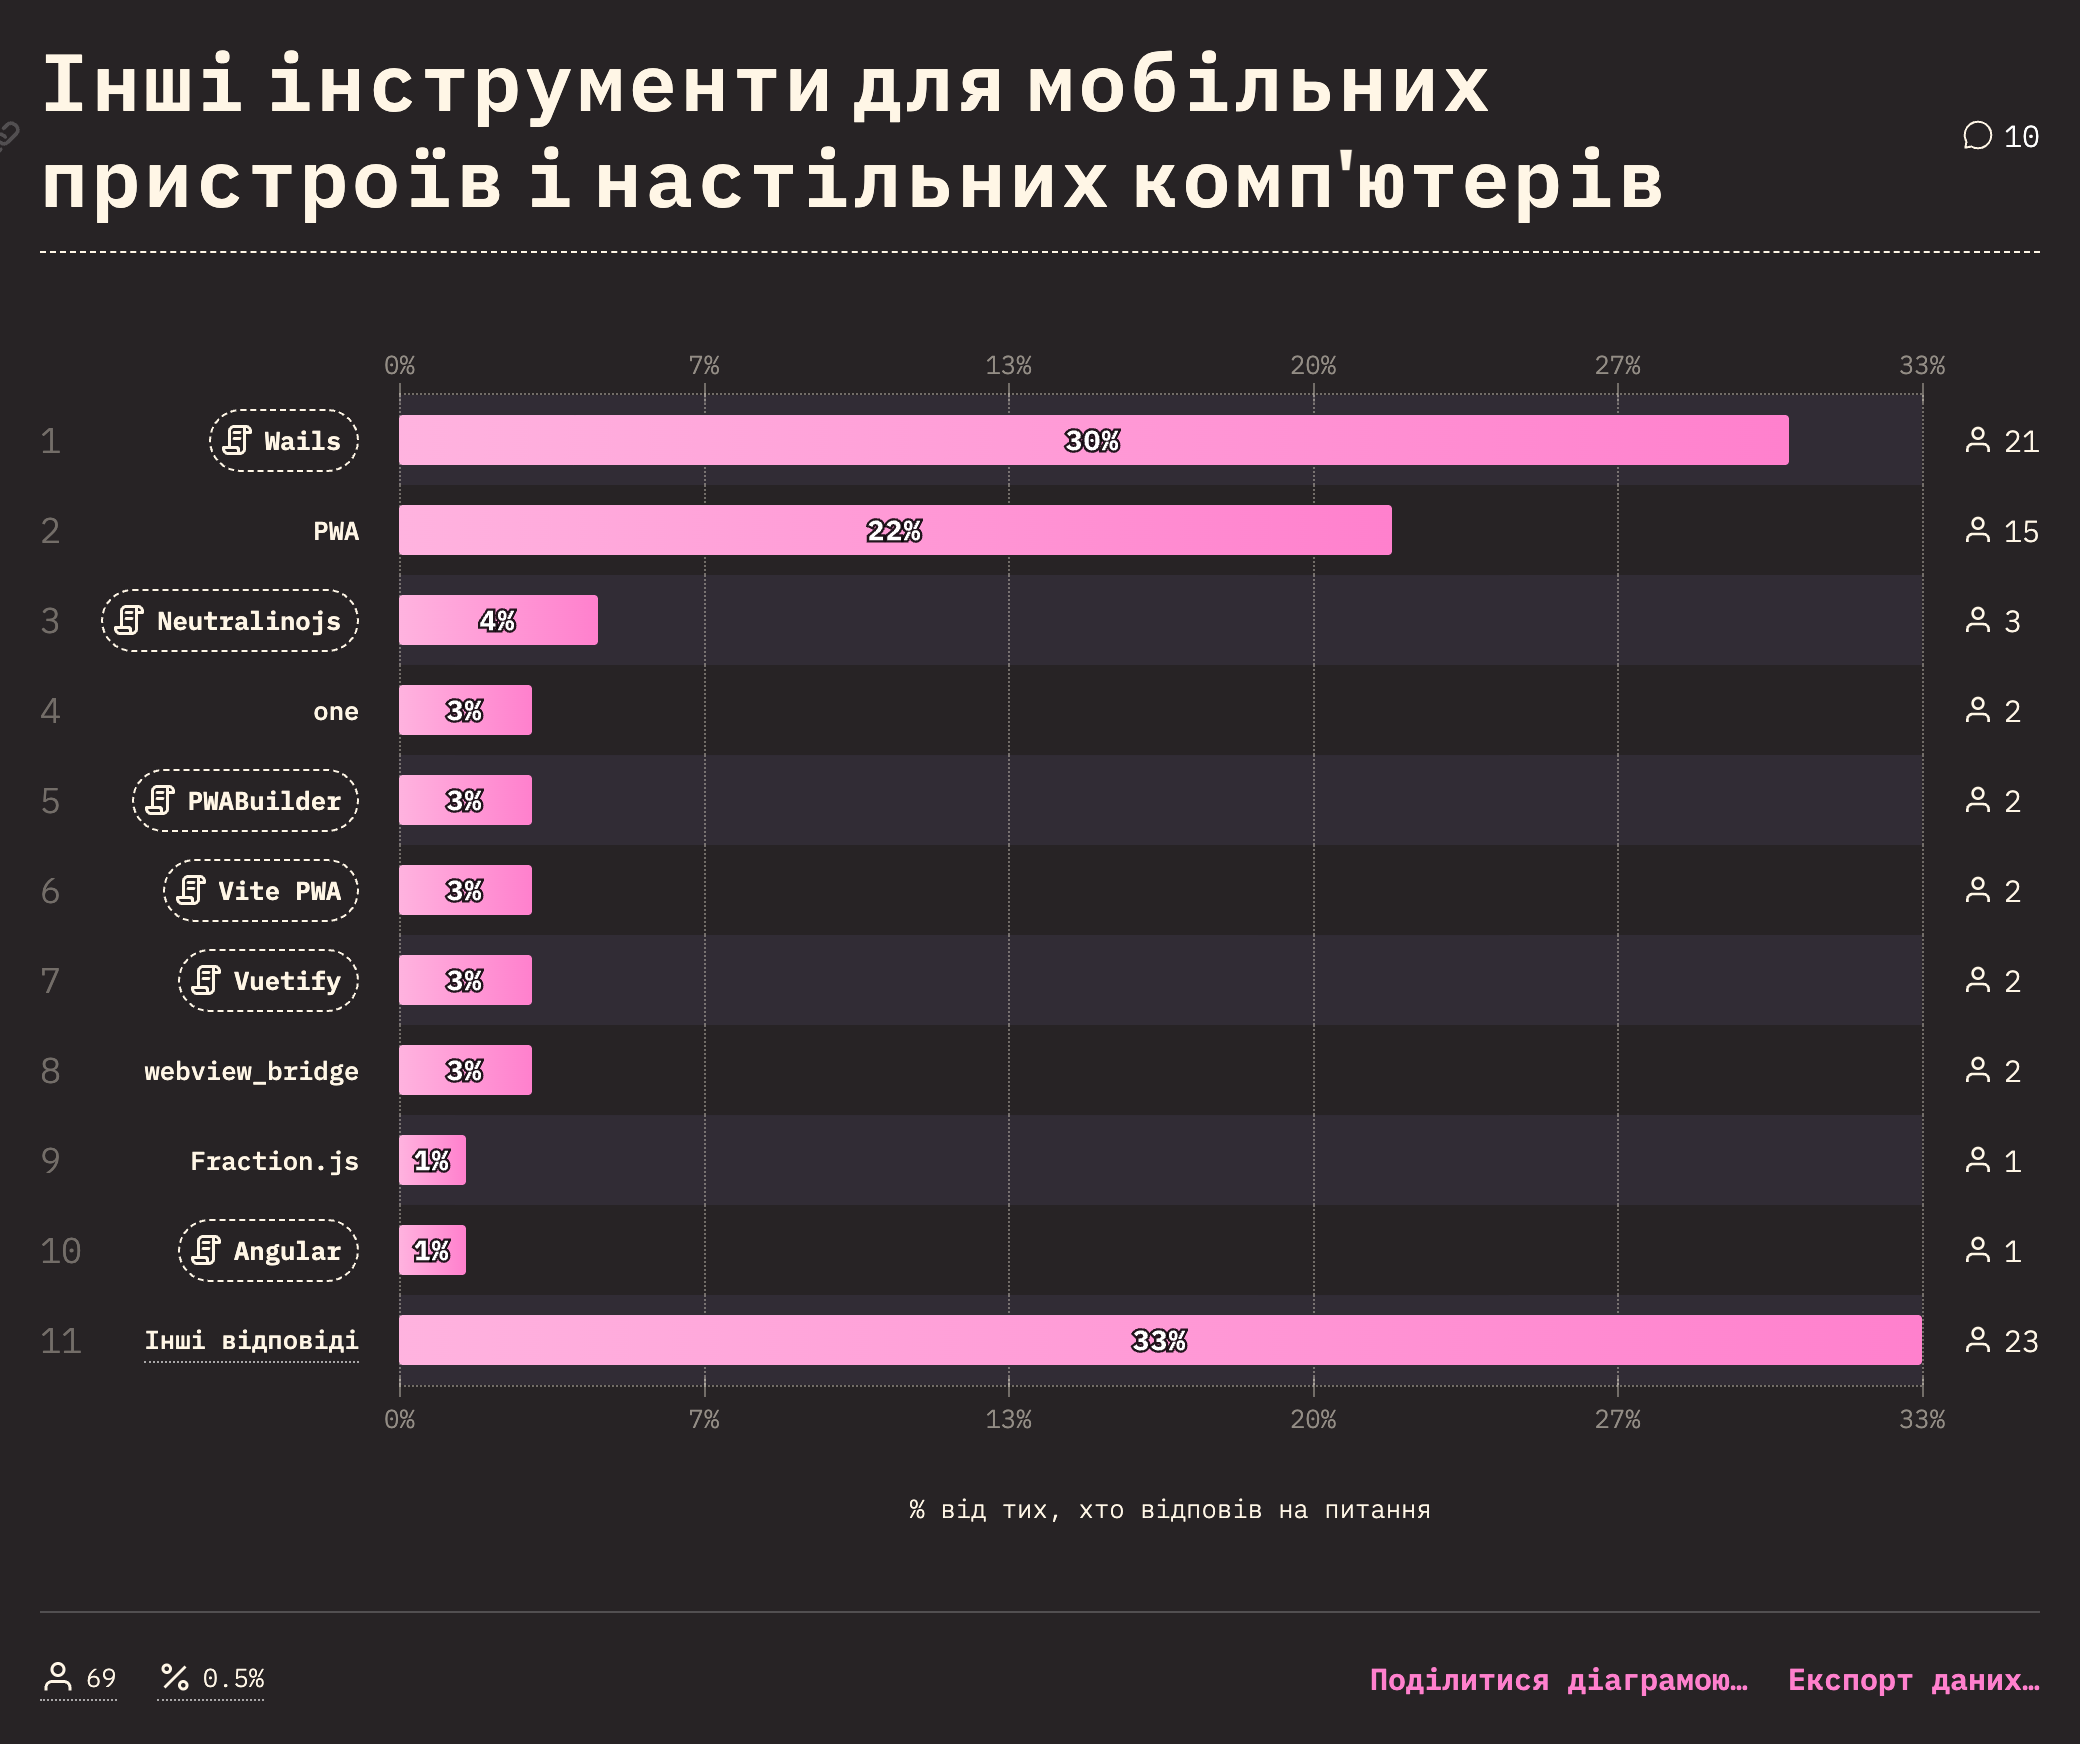 Інші інструменти для мобільних
пристроїв і настільних комп'ютерів
10
0% 7% 13% 20% 27% 33%
1 Wails 30% 21
2 PWA 22% 15
3 Neutralinojs 4% 3
4 one 3% 2
5 PWABuilder 3% 2
6 Vite PWA 3% 2
7 Vuetify 3% 2
8 webview_bridge 3% 2
9 Fraction.js 1% 1
10 Angular 1% 1
11 Інші відповіді 33% 23
0% 7% 13% 20% 27% 33%
% від тих, хто відповів на питання
69 % 0.5% Поділитися діаграмою… Експорт даних…